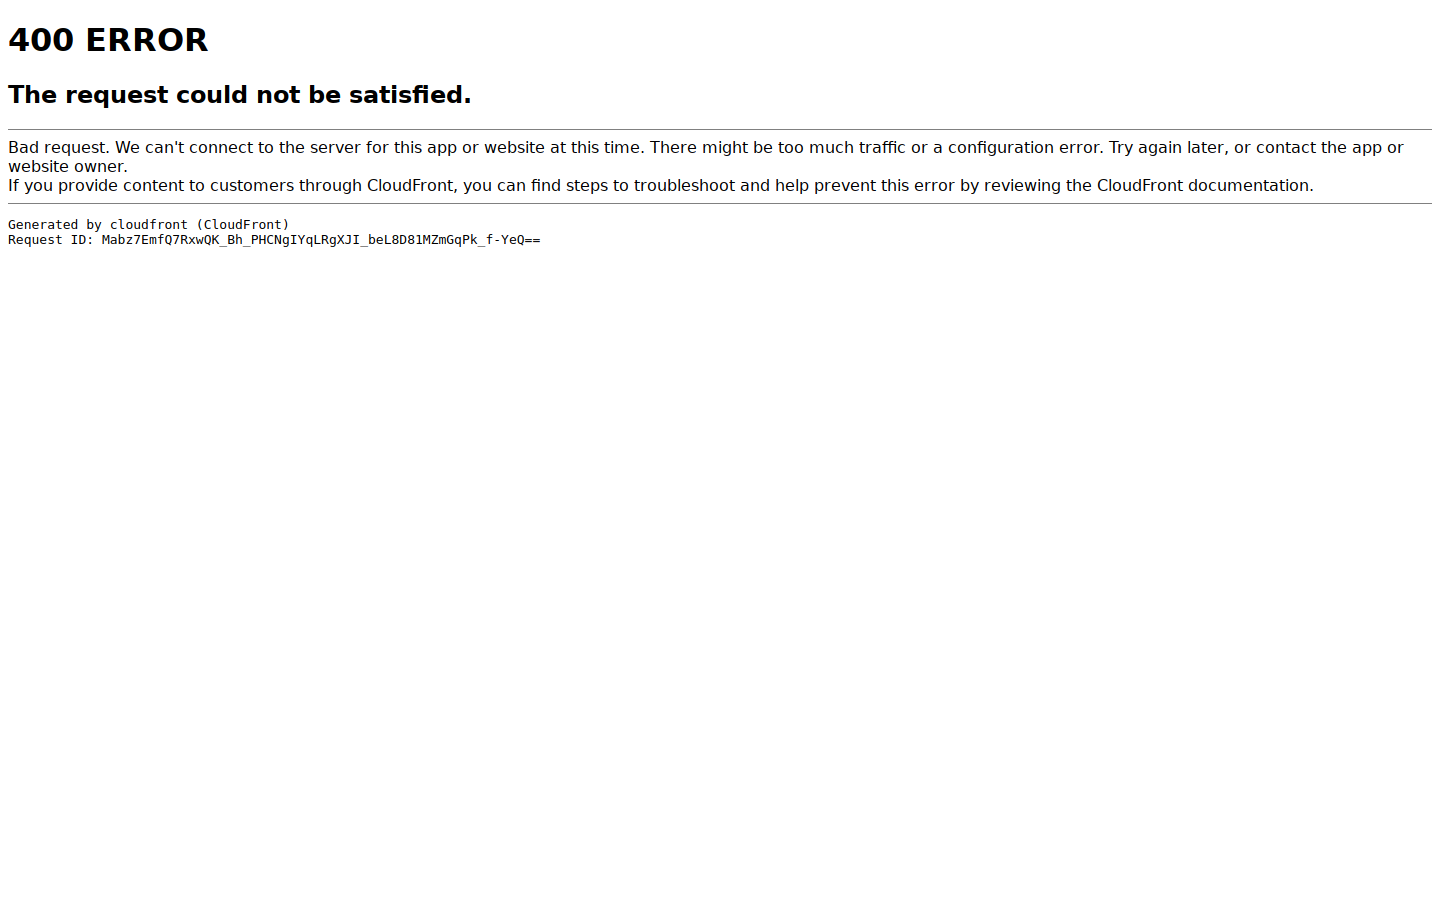 400 ERROR
The request could not be satisfied.
Bad request. We can't connect to the server for this app or website at this time. There might be too much traffic or a configuration error. Try again later, or contact the app or
website owner.
If you provide content to customers through CloudFront, you can find steps to troubleshoot and help prevent this error by reviewing the CloudFront documentation.
Generated by cloudfront (CloudFront)
Request ID: Mabz7EmfQ7RxwQK_Bh_PHCNgIYqLRgXJI_beL8D81MZmGqPk_f-YeQ==